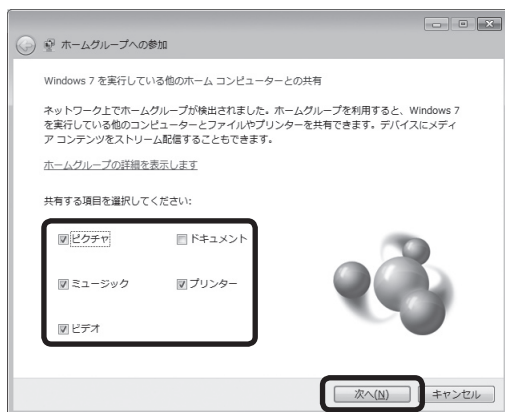 ホームグループへの参加
Windows 7 を実行している他のホーム コンピューターとの共有
ネットワーク上でホームグループが検出されました。ホームグループを利用すると、Windows 7
を実行している他のコンピューターとファイルやプリンターを共有できます。デバイスにメディ
ア コンテンツをストリーム配信することもできます。
ホームグループの詳細を表示します
共有する項目を選択してください:
ピクチャ ドキュメント
ミュージック プリンター
ビデオ
次へ(N) キャンセル